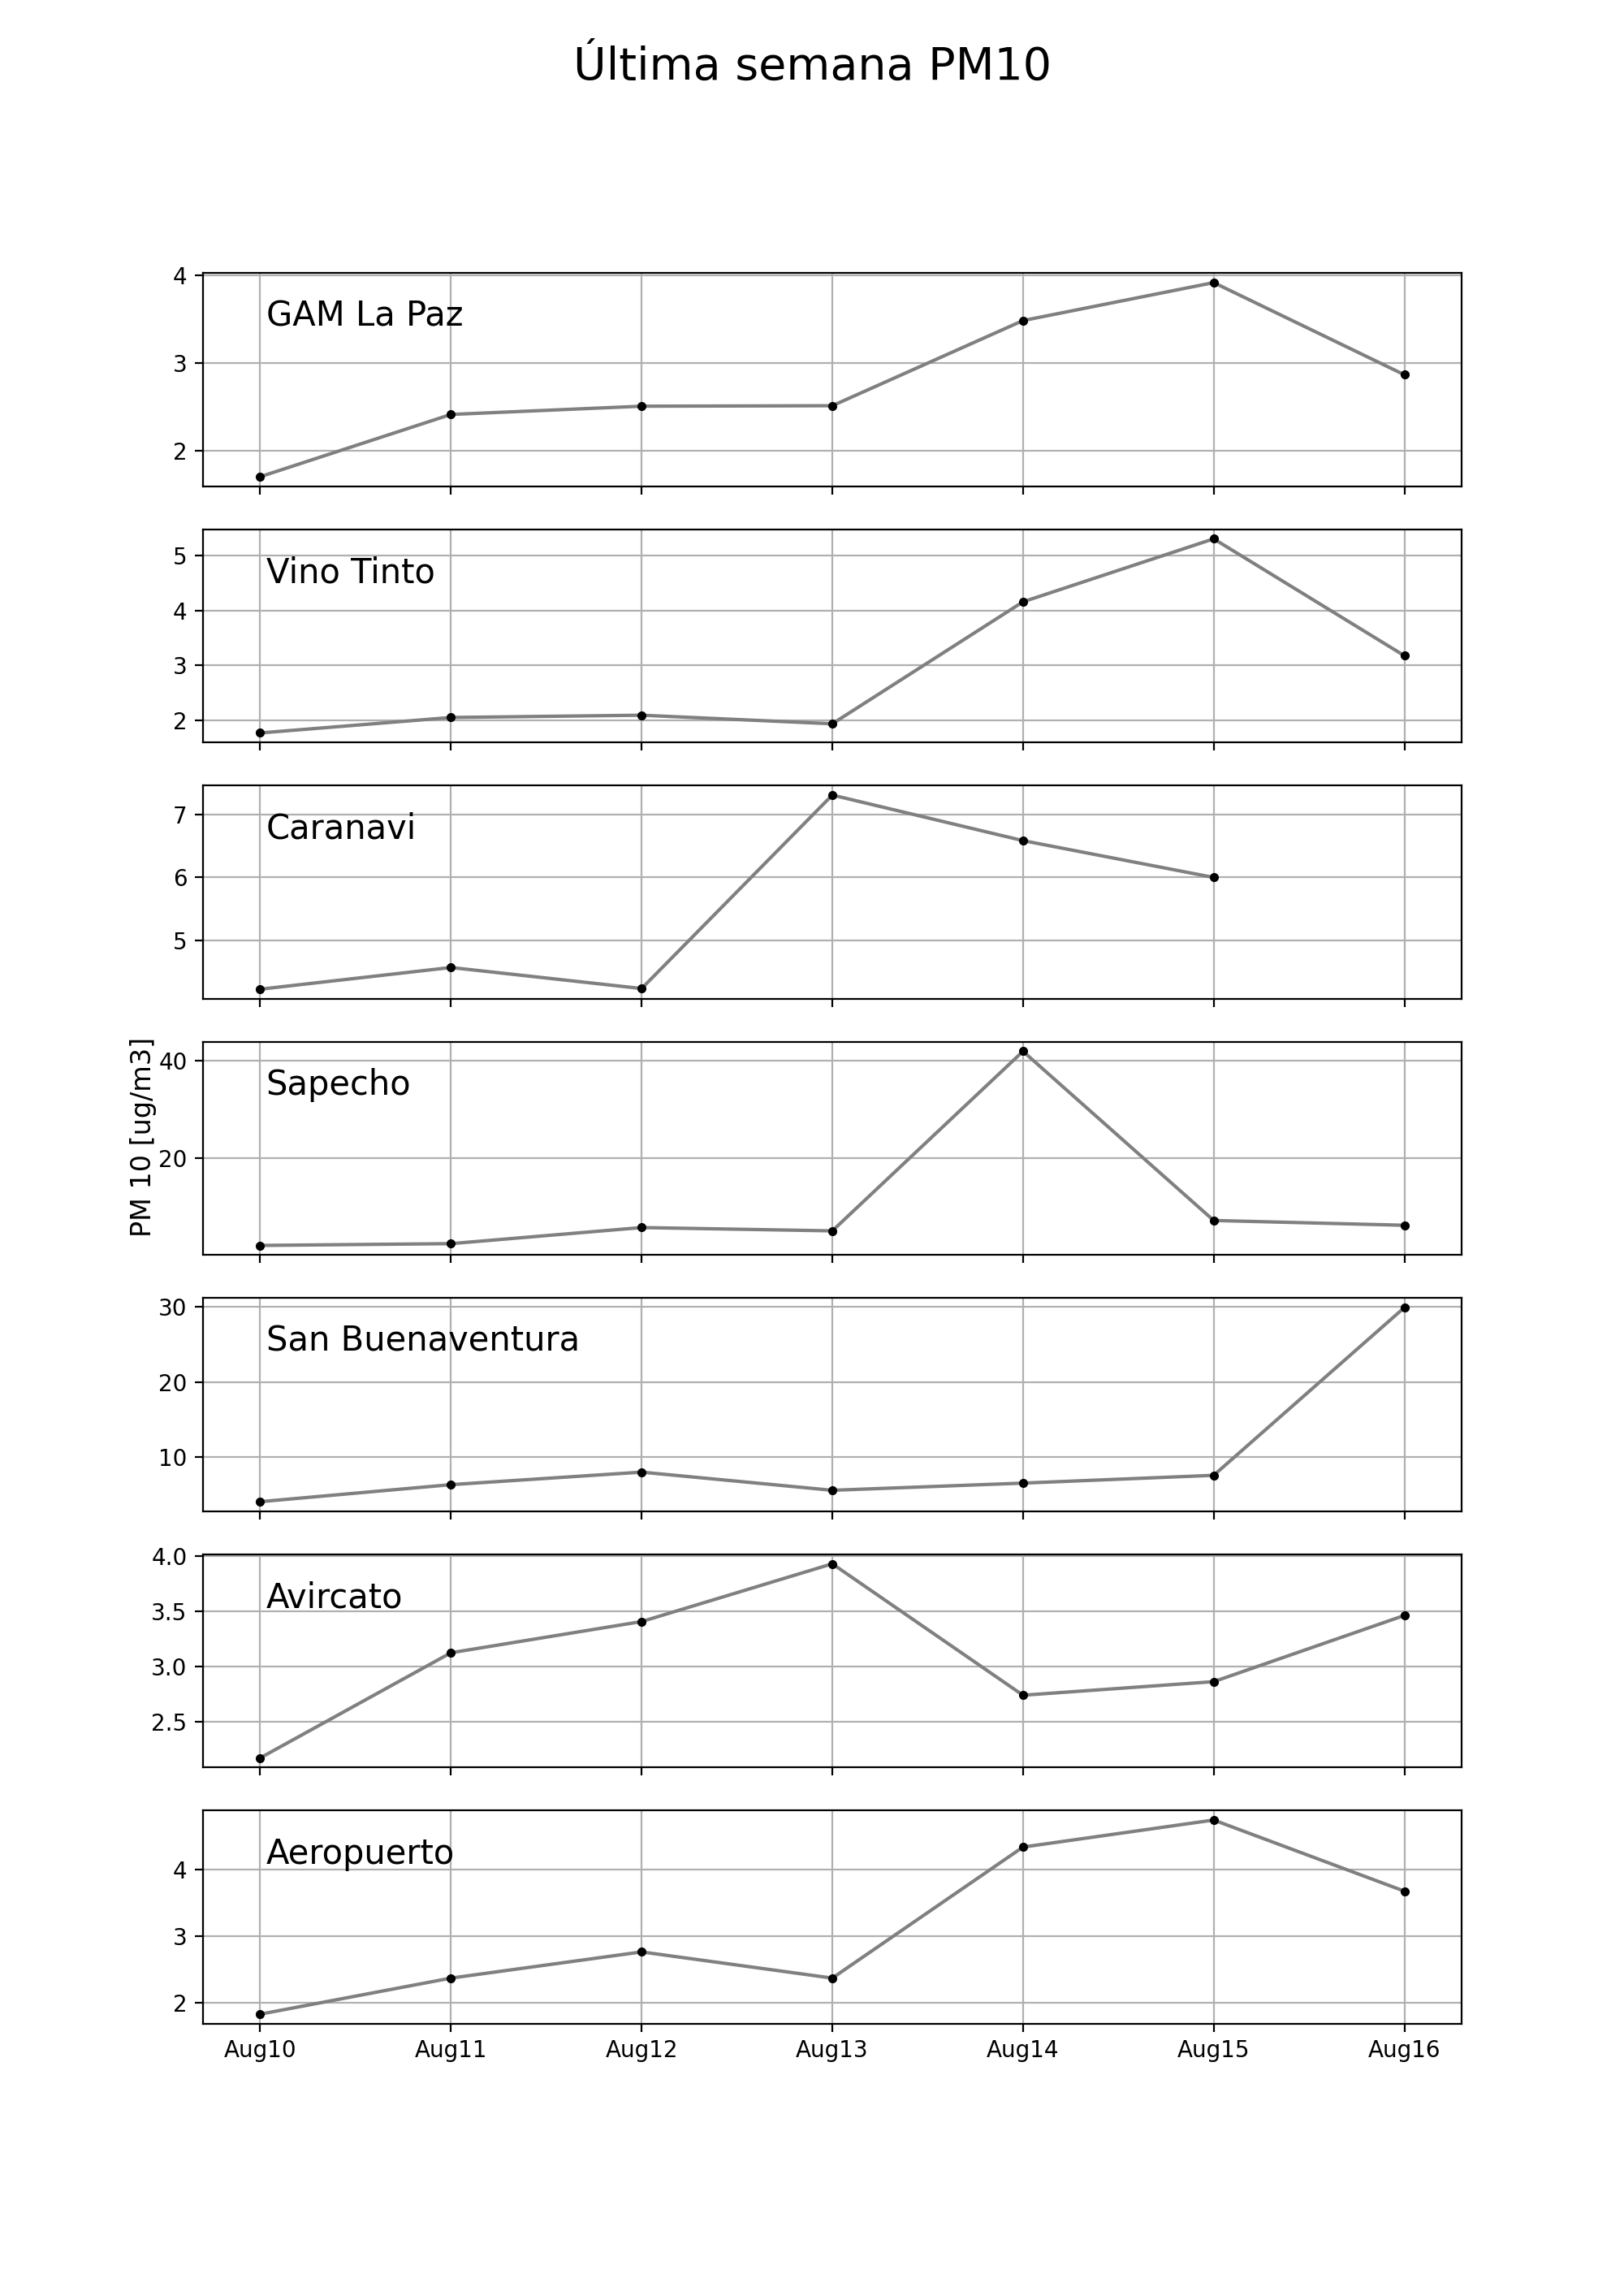 Última semana PM10
4
GAM La Paz
3
2
5
Vino Tinto
4
3
2
7
Caranavi
6
5
PM 10 [ug/m3]
40
Sapecho
20
30
San Buenaventura
20
10
4.0
Avircato
3.5
3.0
2.5
Aeropuerto
4
3
2
Aug10 Aug11 Aug12 Aug13 Aug14 Aug15 Aug16